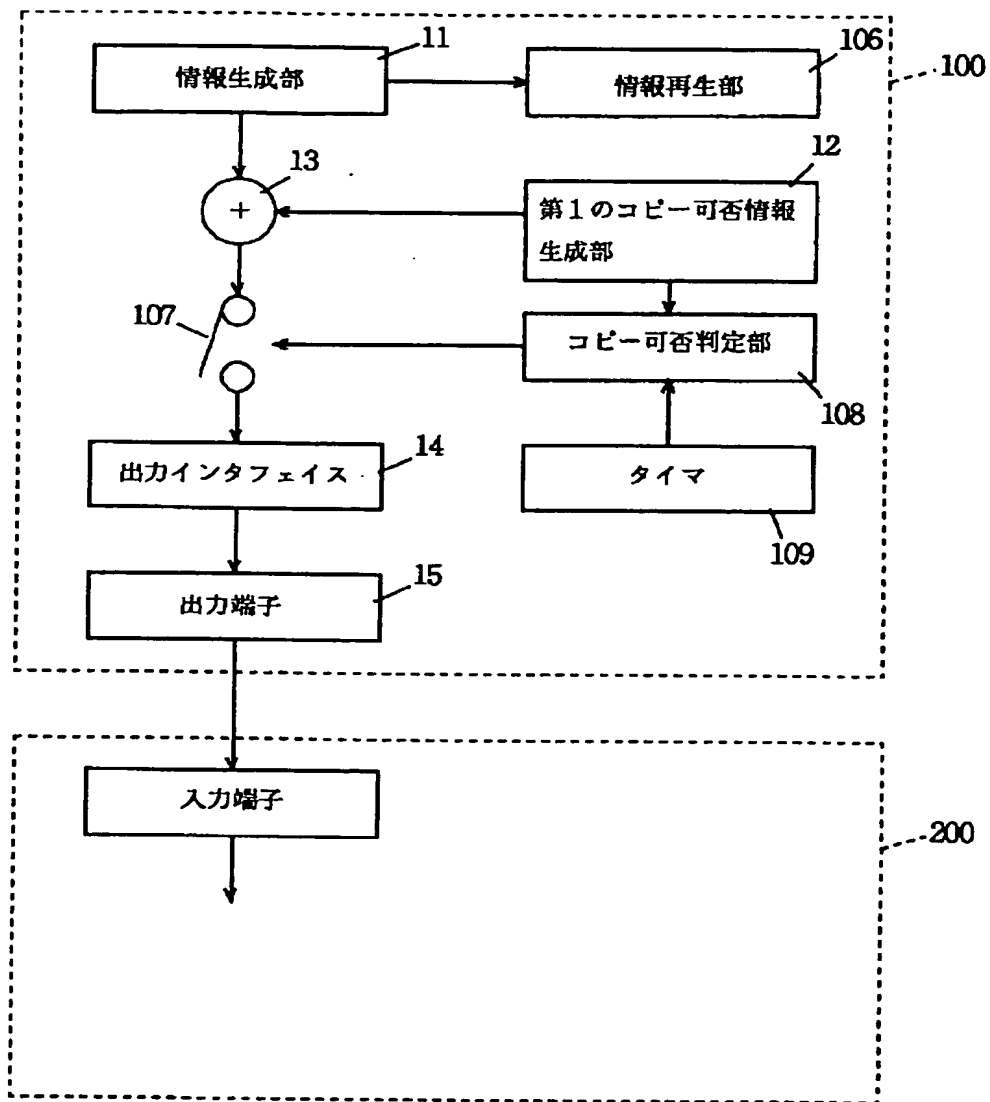 11
106
情報生成部
情報再生部
100
13
12
+
第1のコピー可否情報
生成部
107
コピー可否判定部
108
14
出力インタフェイス
タイマ
109
15
出力端子
入力端子
200